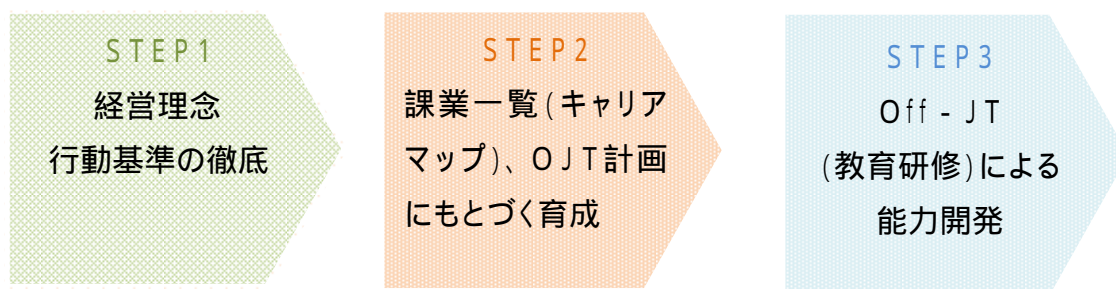 STEP1
経営理念
行動基準の徹底
STEP2
課業一覧(キャリア
マップ)、OJT計画
にもとづく育成
STEP3
Off-JT
(教育研修)による
能力開発